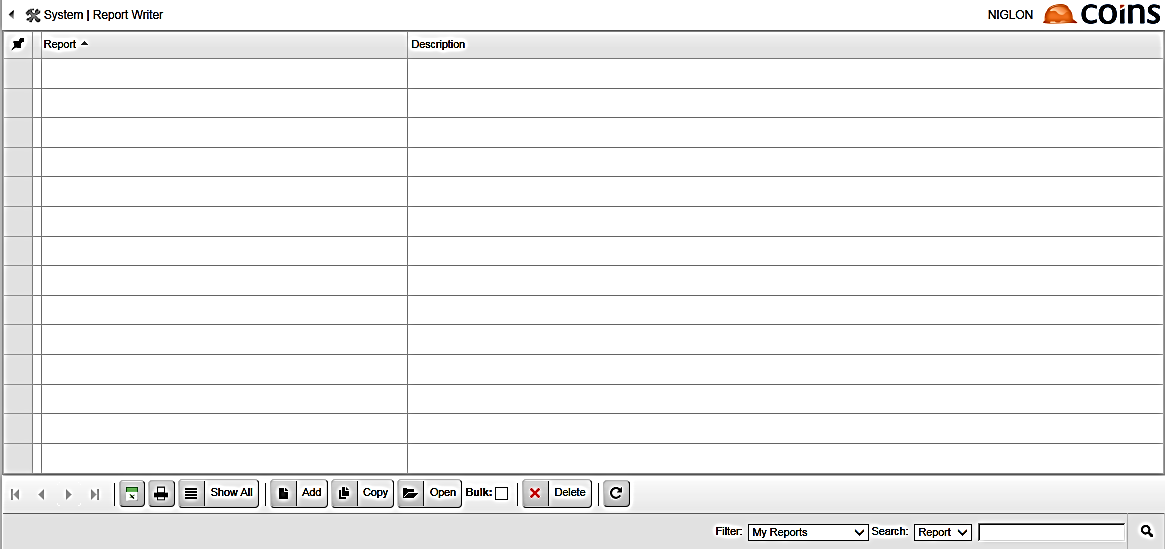 System | Report Writer
NIGLON coins
Report Description
Show All Add Copy Open Bulk: Delete
Filter: My Reports Search: Report